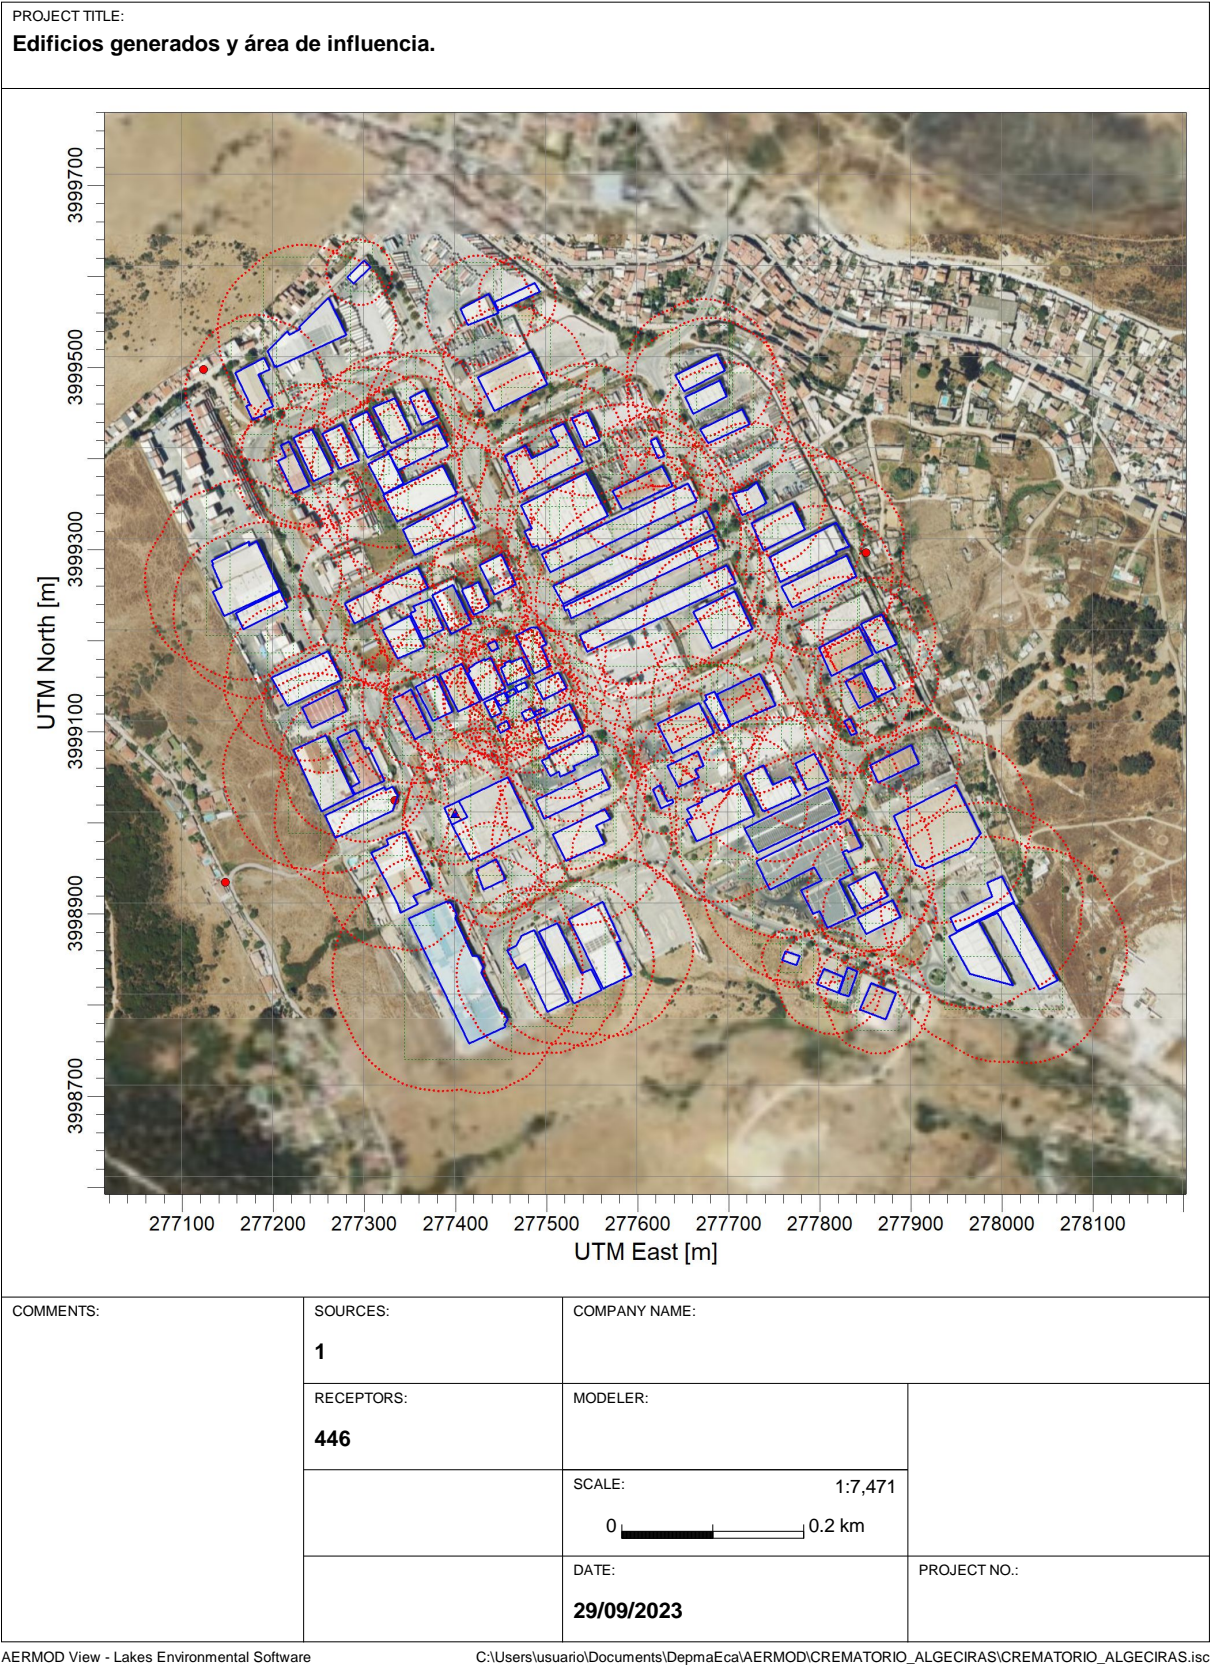 PROJECT TITLE:
Edificios generados y área de influencia.
UTM North [m]
3999700
3999500
3999300
3999100
3998900
3998700
277100 277200 277300 277400 277500 277600 277700 277800 277900 278000 278100
UTM East [m]
COMMENTS:
SOURCES:
1
COMPANY NAME:
RECEPTORS:
446
MODELER:
SCALE:
1:7,471
0
0.2 km
DATE:
29/09/2023
PROJECT NO.:
AERMOD View - Lakes Environmental Software
C:\Users\usuario\Documents\DepmaEca\AERMOD\CREMATORIO_ALGECIRAS\CREMATORIO_ALGECIRAS.isc